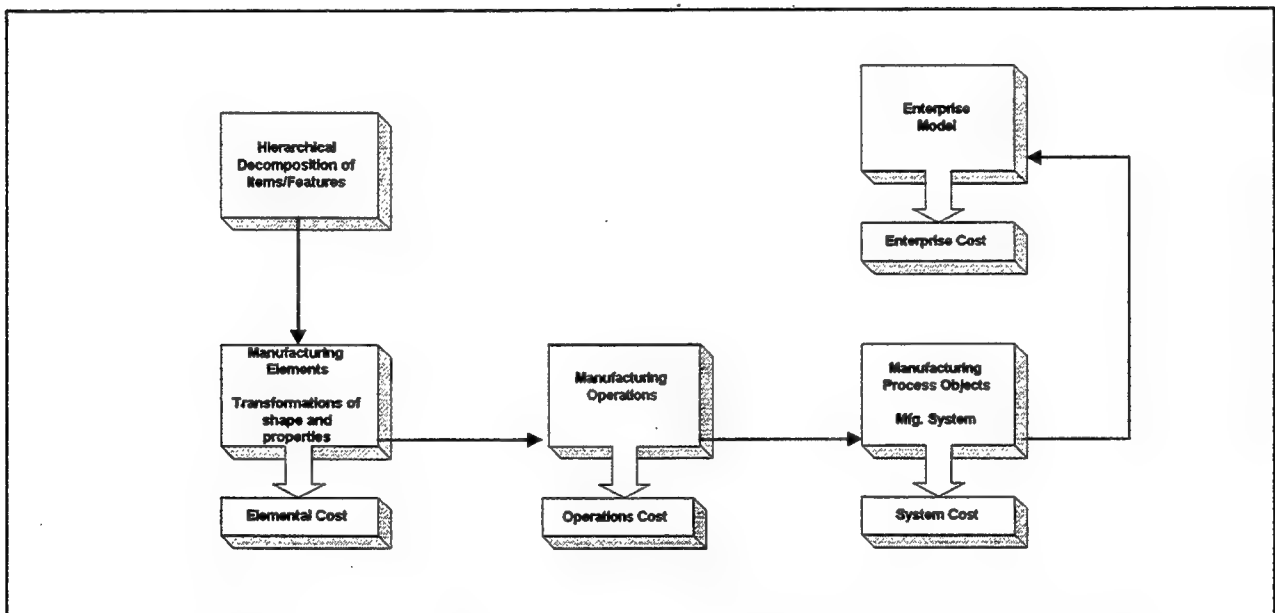 Hierarchical
Decomposition of
Items/Features
Enterprise
Model
Enterprise Cost
Manufacturing
Elements
Transformations of
shape and
properties
Manufacturing
Operations
Manufacturing
Process Objects
Mfg. System
Elemental Cost
Operations Cost
System Cost